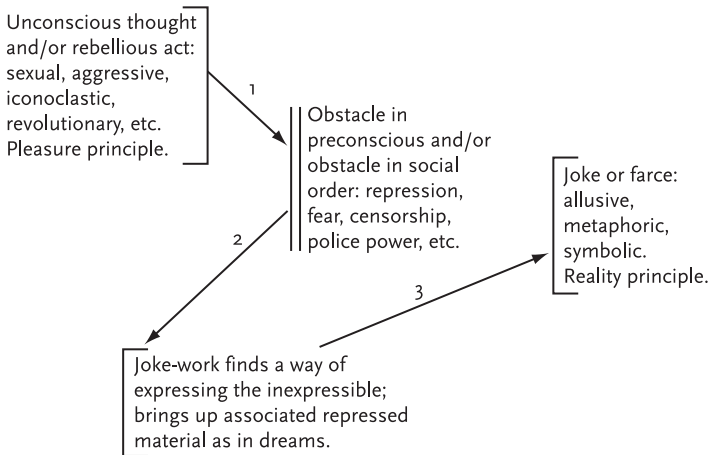 Unconscious thought
and/or rebellious act:
sexual, aggressive,
iconoclastic,
revolutionary, etc.
Pleasure principle.
1
Obstacle in
preconscious and/or
obstacle in social
order: repression,
fear, censorship,
police power, etc.
2
Joke-work finds a way of
expressing the inexpressible;
brings up associated repressed
material as in dreams.
3
Joke or farce:
allusive,
metaphoric,
symbolic.
Reality principle.